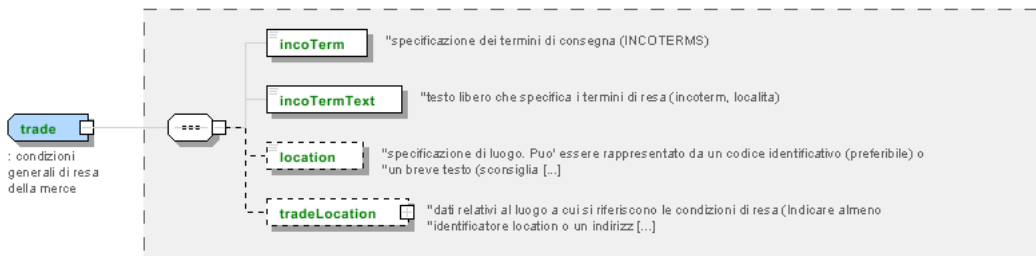 incoTerm
"specificazione dei termini di consegna (INCOTERMS)
incoTermText
"testo libero che specifica i termini di resa (incoterm, localita)
trade
: condizioni
generali di resa
della merce
location
"specificazione di luogo. Puo' essere rappresentato da un codice identificativo (preferibile) o
"un breve testo (sconsiglia [...]
tradeLocation
"dati relativi al luogo a cui si riferiscono le condizioni di resa (Indicare almeno
"identificatore location o un indirizz [...]